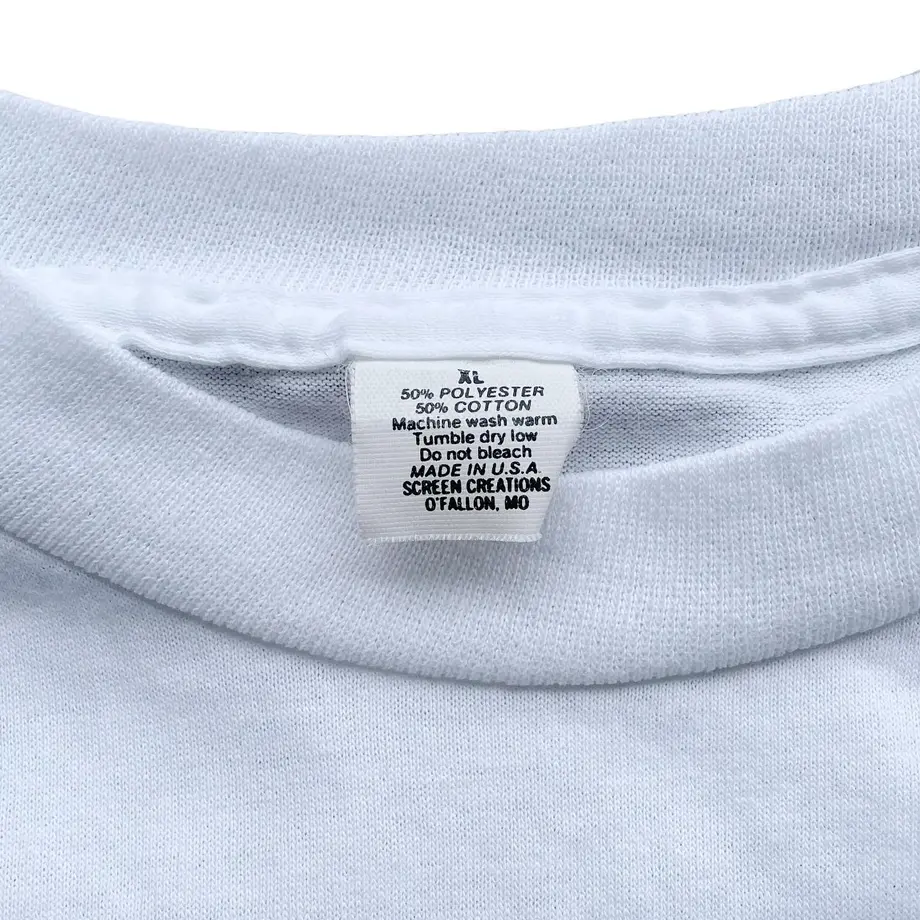 XL
50% POLYESTER
50% COTTON
Machine wash warm
Tumble dry low
Do not bleach
MADE IN U.S.A.
SCREEN CREATIONS
O'FALLON, MO